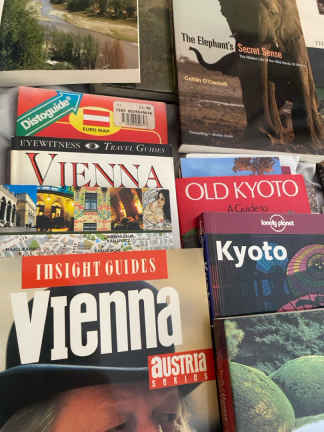 The Elephant's
Secret Sense
Caitlin O'Connell
Distoguide
EURO MAP
EYEWITNESS TRAVEL GUIDES
VIENNA
OLD KYOTO
A Guide to
lonely planet
Kyoto
INSIGHT GUIDES
Vienna
AUSTRIA
SERIES